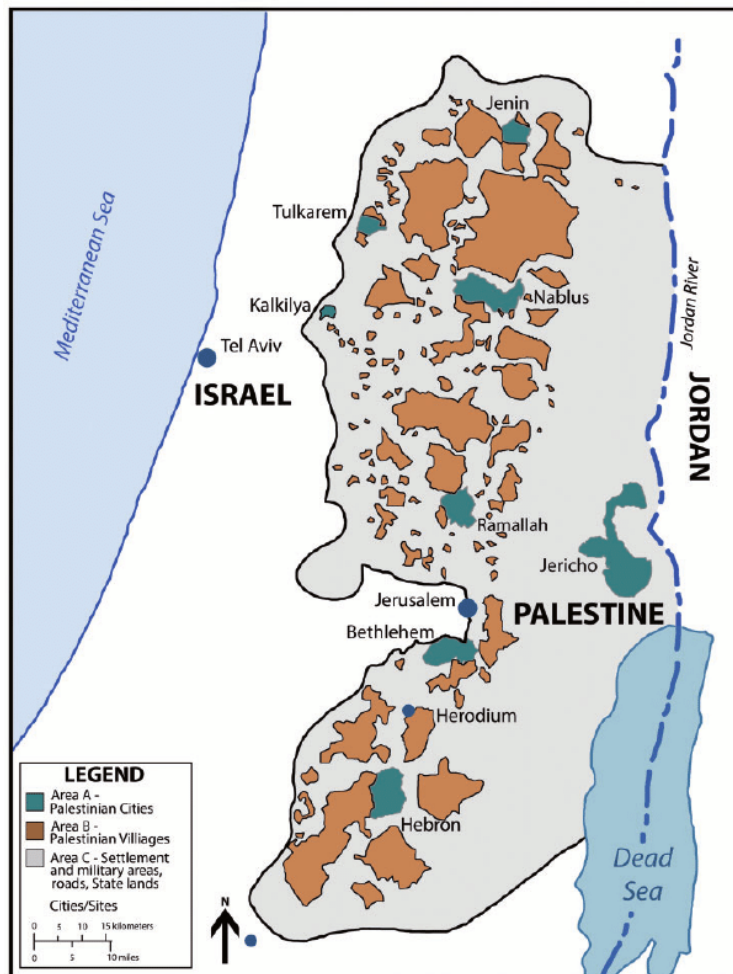 Jenin
Tulkarem
Mediterranean Sea
Kalkilya
Nablus
Jordan River
Tel Aviv
ISRAEL
JORDAN
Ramallah
Jericho
Jerusalem
PALESTINE
Bethlehem
Herodium
Hebron
Dead
Sea
LEGEND
Area A -
Palestinian Cities
Area B -
Palestinian Villiages
Area C - Settlement
and military areas,
roads, State lands
Cities/Sites
0 5 10 15 kilometers
0 5 10 miles
N